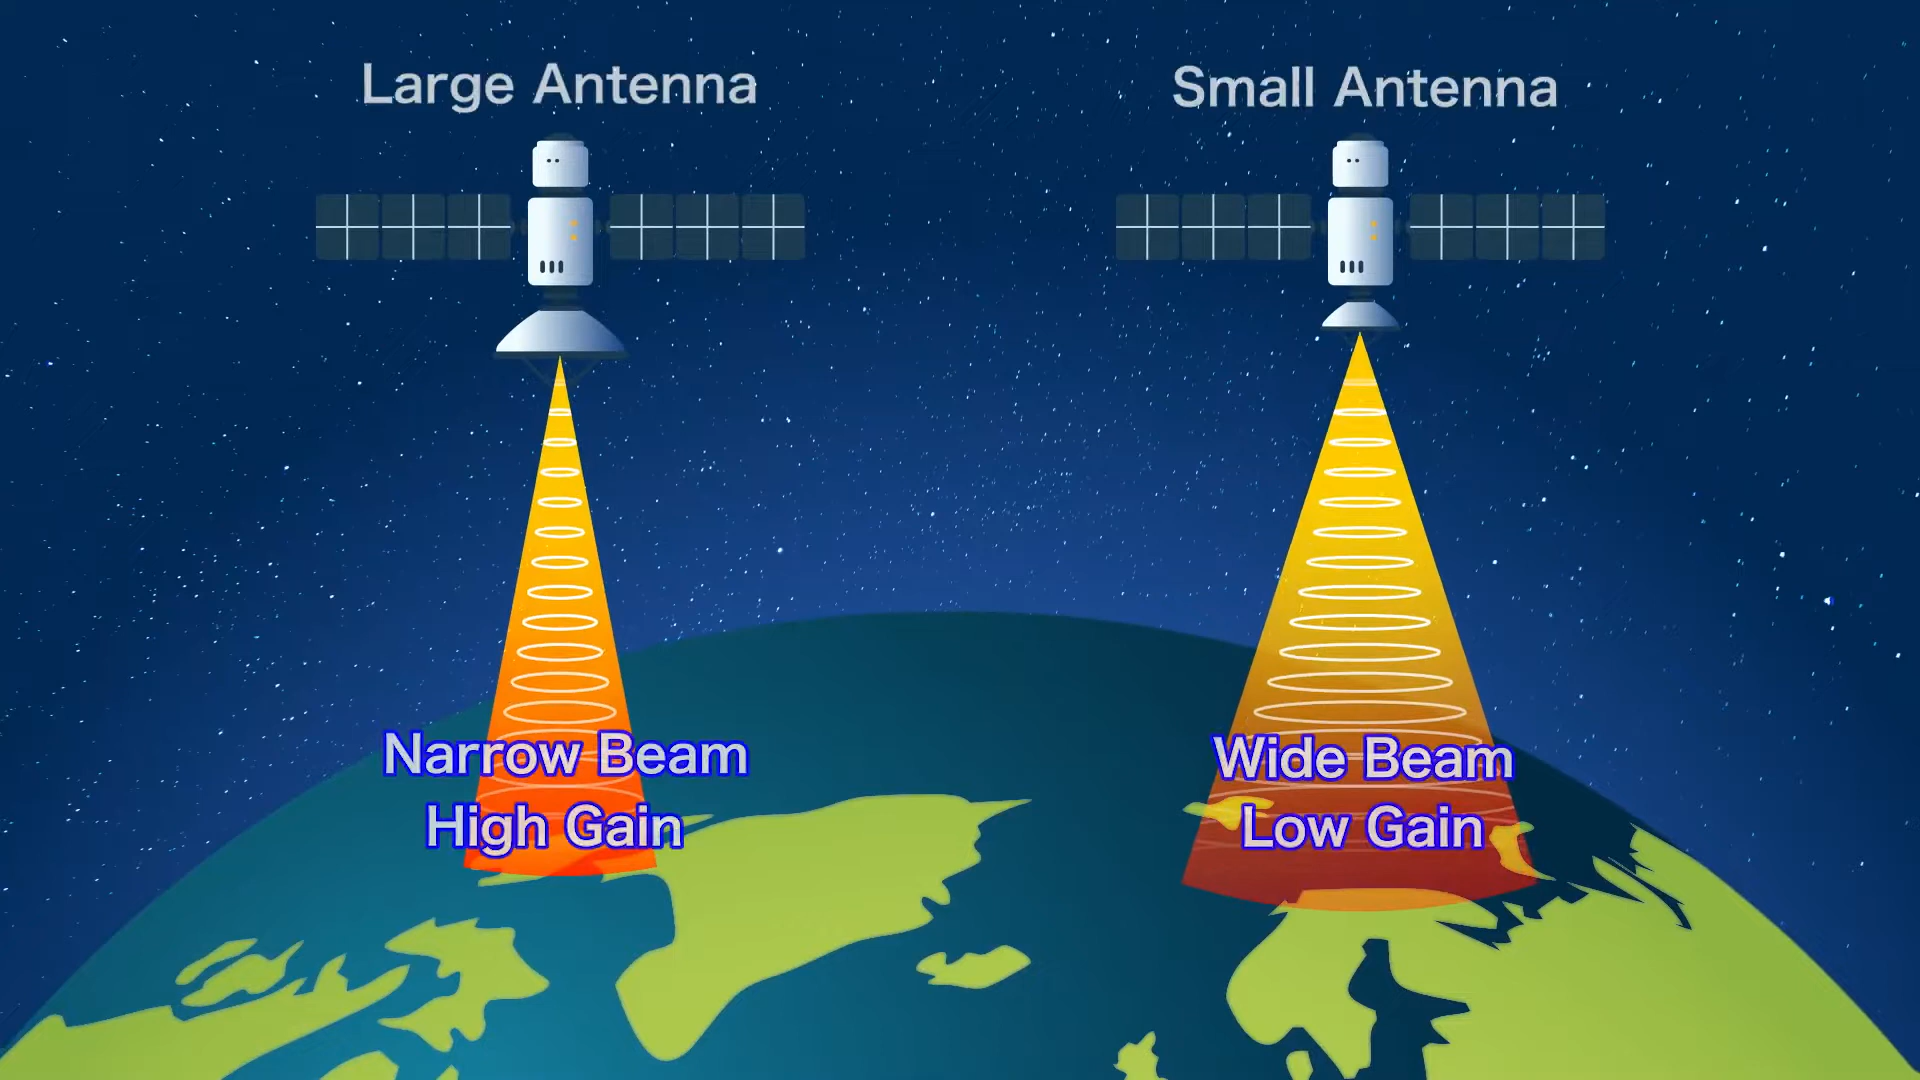 Large Antenna
Small Antenna
Narrow Beam
High Gain
Wide Beam
Low Gain